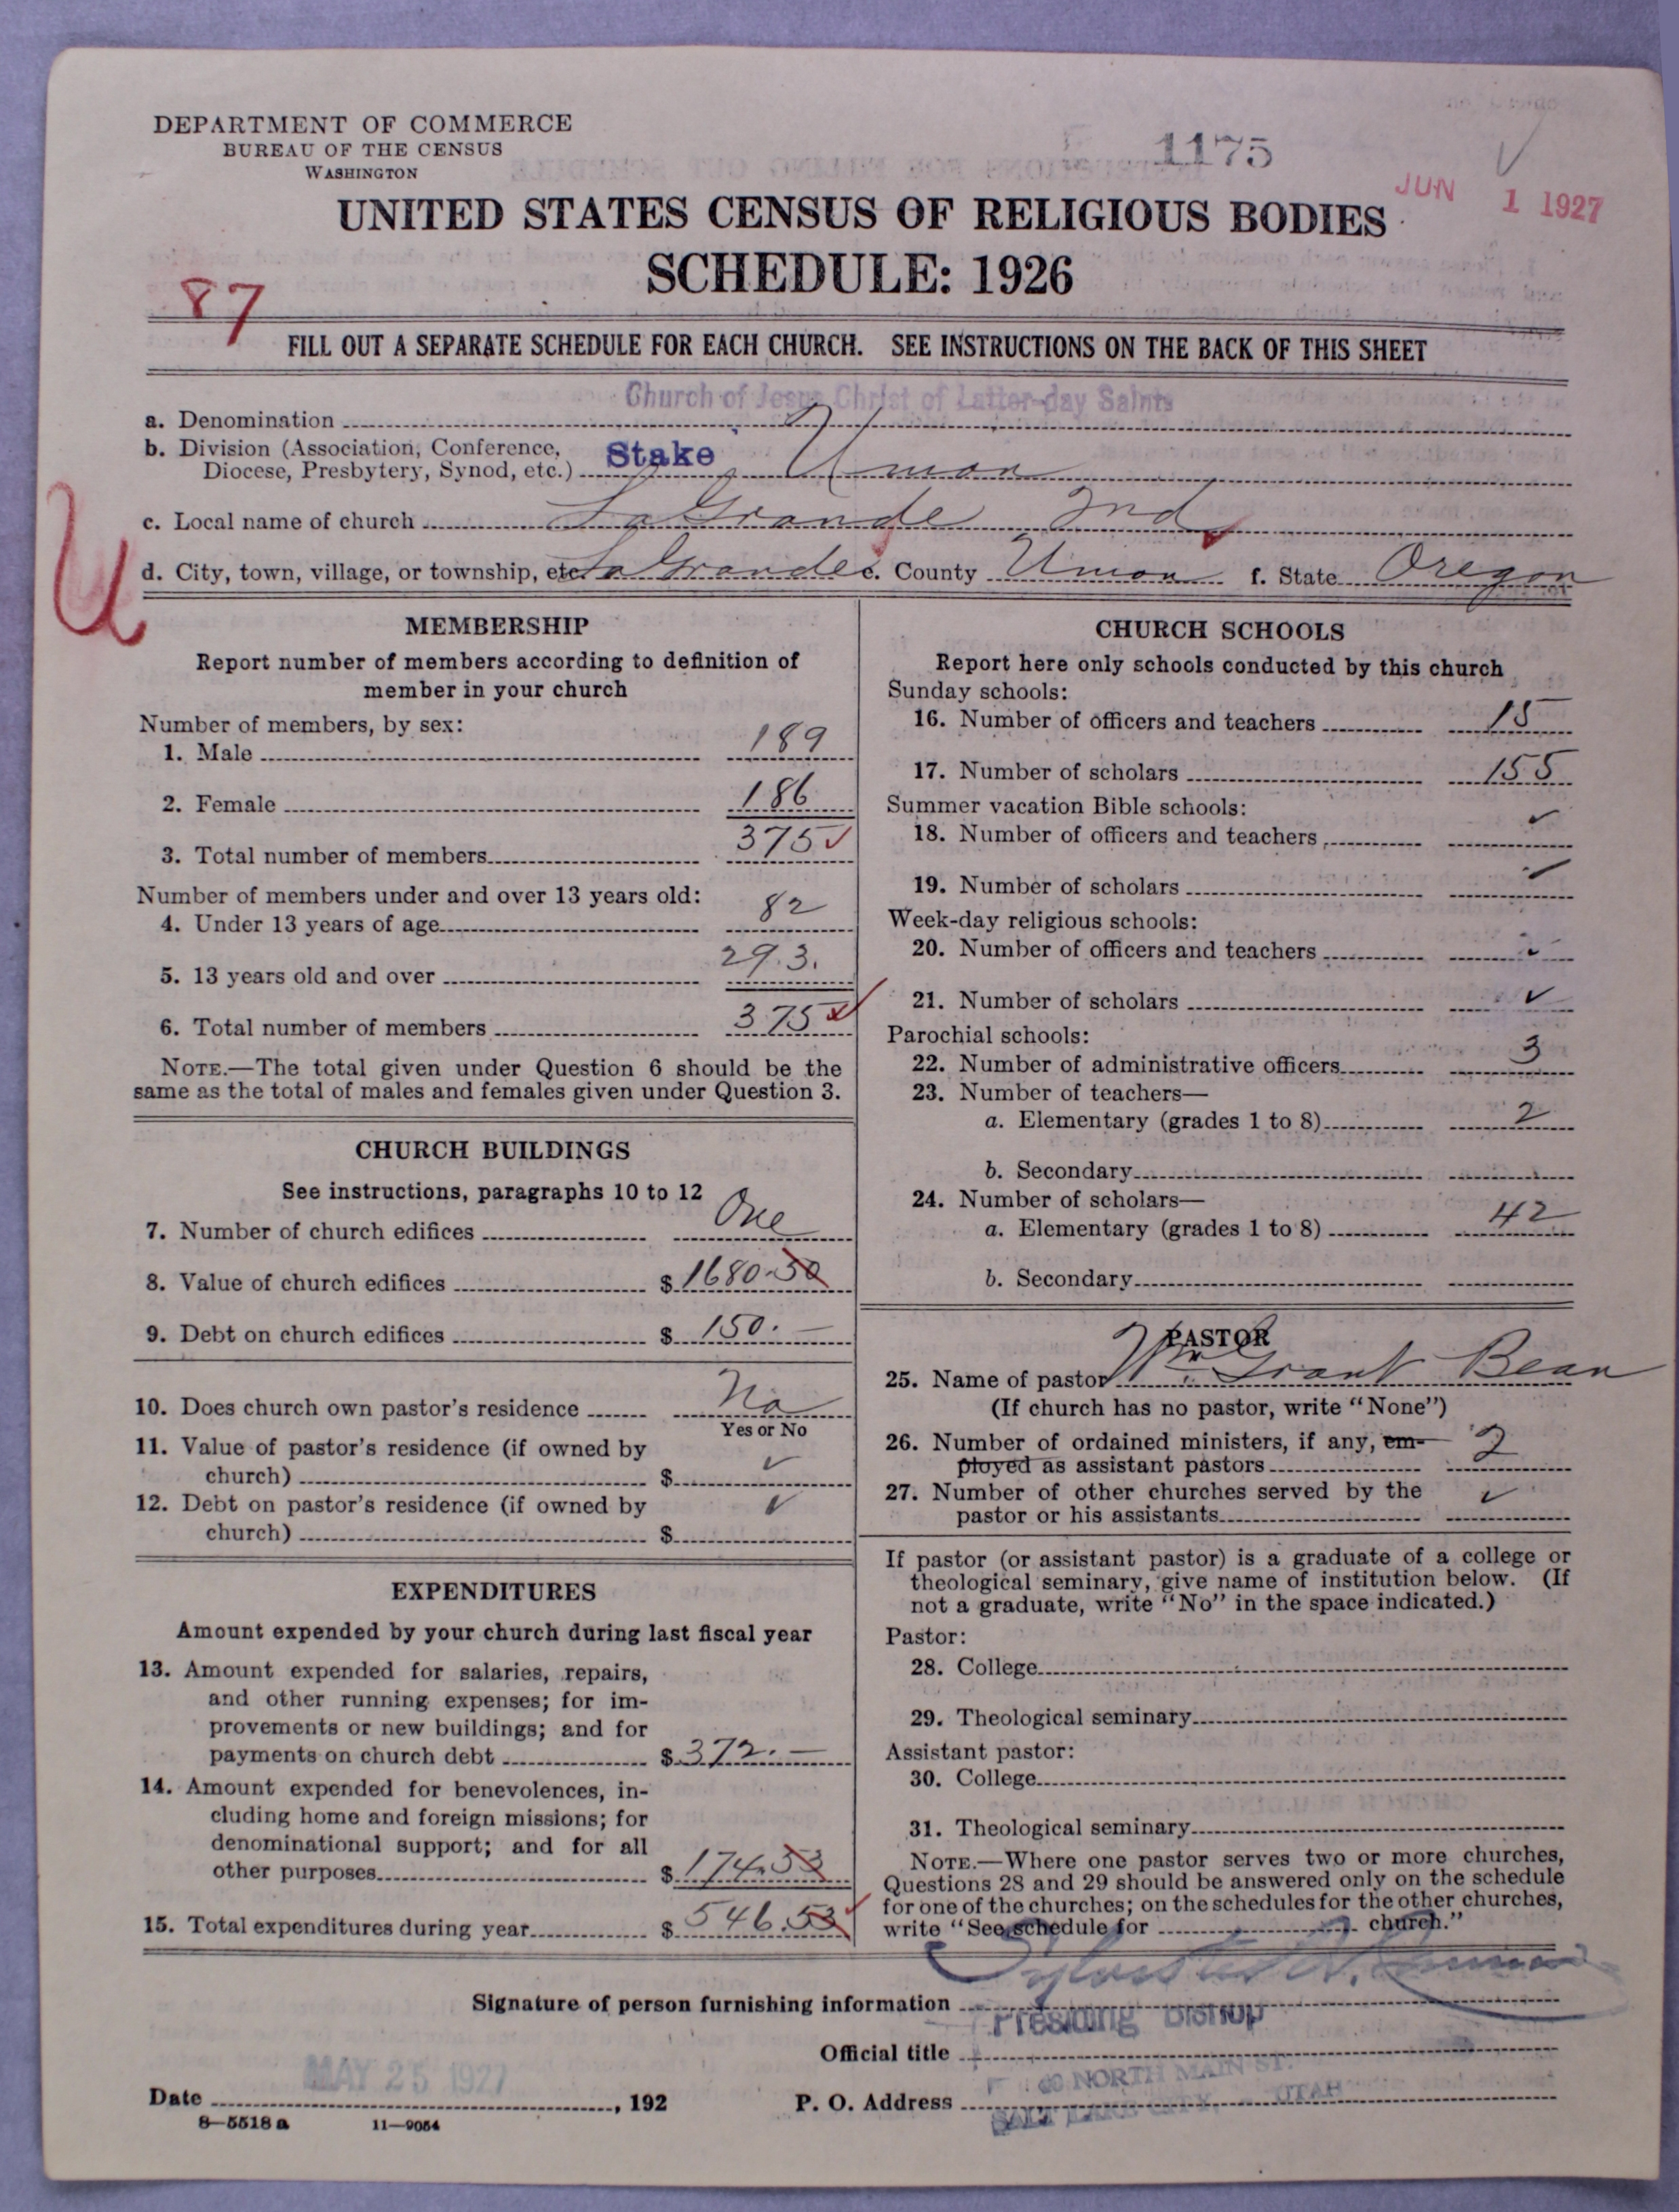 DEPARTMENT OF COMMERCE
BUREAU OF THE CENSUS
WASHINGTON
1175
JUN 1 1927
UNITED STATES CENSUS OF RELIGIOUS BODIES
SCHEDULE: 1926
87
FILL OUT A SEPARATE SCHEDULE FOR EACH CHURCH. SEE INSTRUCTIONS ON THE BACK OF THIS SHEET
a. Denomination Church of Jesus Christ of Latter-day Saints
b. Division (Association, Conference,
Diocese, Presbytery, Synod, etc.) Stake Union
c. Local name of church LaGrande 2nd
d. City, town, village, or township, etc. LaGrande e. County Union f. State Oregon
U
MEMBERSHIP
Report number of members according to definition of
member in your church
Number of members, by sex:
1. Male 189
2. Female 186
3. Total number of members 375
Number of members under and over 13 years old:
4. Under 13 years of age 82
5. 13 years old and over 293.
6. Total number of members 375
NOTE.—The total given under Question 6 should be the
same as the total of males and females given under Question 3.
CHURCH BUILDINGS
See instructions, paragraphs 10 to 12
7. Number of church edifices One
8. Value of church edifices $ 1680.50
9. Debt on church edifices $ 150.—
10. Does church own pastor's residence No
Yes or No
11. Value of pastor's residence (if owned by
church) $ ✓
12. Debt on pastor's residence (if owned by
church) $ ✓
EXPENDITURES
Amount expended by your church during last fiscal year
13. Amount expended for salaries, repairs,
and other running expenses; for im-
provements or new buildings; and for
payments on church debt $ 372.—
14. Amount expended for benevolences, in-
cluding home and foreign missions; for
denominational support; and for all
other purposes $ 174.53
15. Total expenditures during year $ 546.53
CHURCH SCHOOLS
Report here only schools conducted by this church
Sunday schools:
16. Number of officers and teachers 15
17. Number of scholars 155
Summer vacation Bible schools:
18. Number of officers and teachers ✓
19. Number of scholars ✓
Week-day religious schools:
20. Number of officers and teachers ✓
21. Number of scholars ✓
Parochial schools:
22. Number of administrative officers 3
23. Number of teachers—
a. Elementary (grades 1 to 8) 2
b. Secondary
24. Number of scholars—
a. Elementary (grades 1 to 8) 42
b. Secondary
PASTOR
25. Name of pastor Wm. Grant Bean
(If church has no pastor, write "None")
26. Number of ordained ministers, if any, em-
ployed as assistant pastors 2
27. Number of other churches served by the
pastor or his assistants ✓
If pastor (or assistant pastor) is a graduate of a college or
theological seminary, give name of institution below. (If
not a graduate, write "No" in the space indicated.)
Pastor:
28. College
29. Theological seminary
Assistant pastor:
30. College
31. Theological seminary
NOTE.—Where one pastor serves two or more churches,
Questions 28 and 29 should be answered only on the schedule
for one of the churches; on the schedules for the other churches,
write "See schedule for church."
Signature of person furnishing information Sylvester Q. Cannon
Official title Presiding Bishop
Date MAY 25 1927, 192
P. O. Address 40 NORTH MAIN ST.
SALT LAKE CITY, UTAH
8—5518 a 11—9054